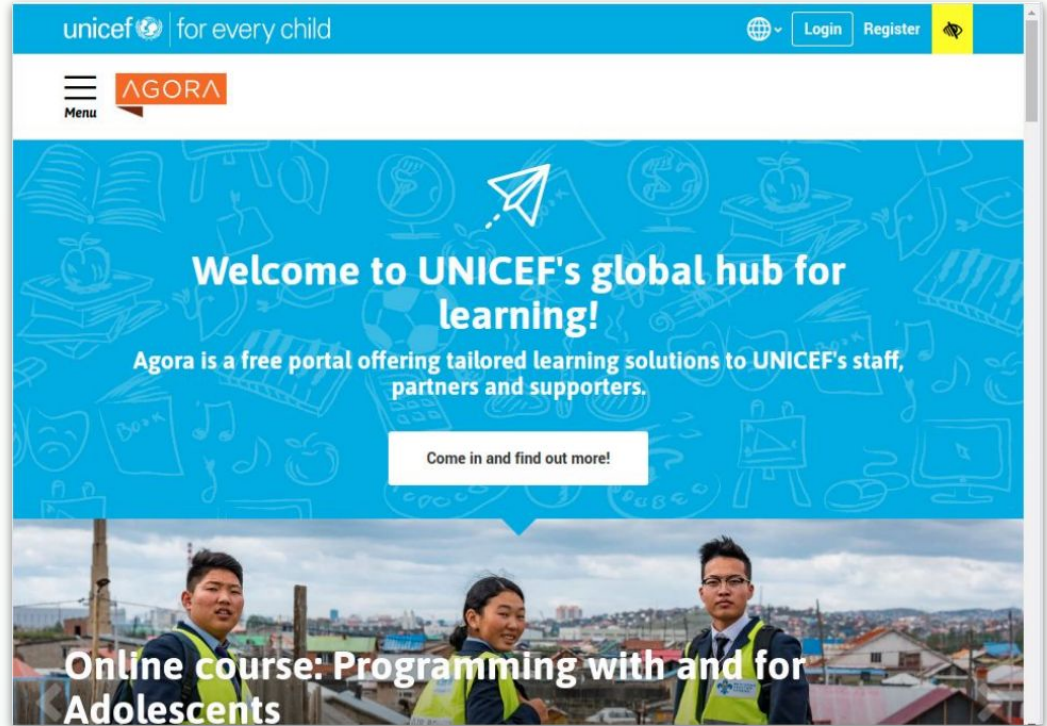 unicef for every child
Login Register
Menu
AGORA
Welcome to UNICEF's global hub for
learning!
Agora is a free portal offering tailored learning solutions to UNICEF's staff,
partners and supporters.
Come in and find out more!
Online course: Programming with and for
Adolescents